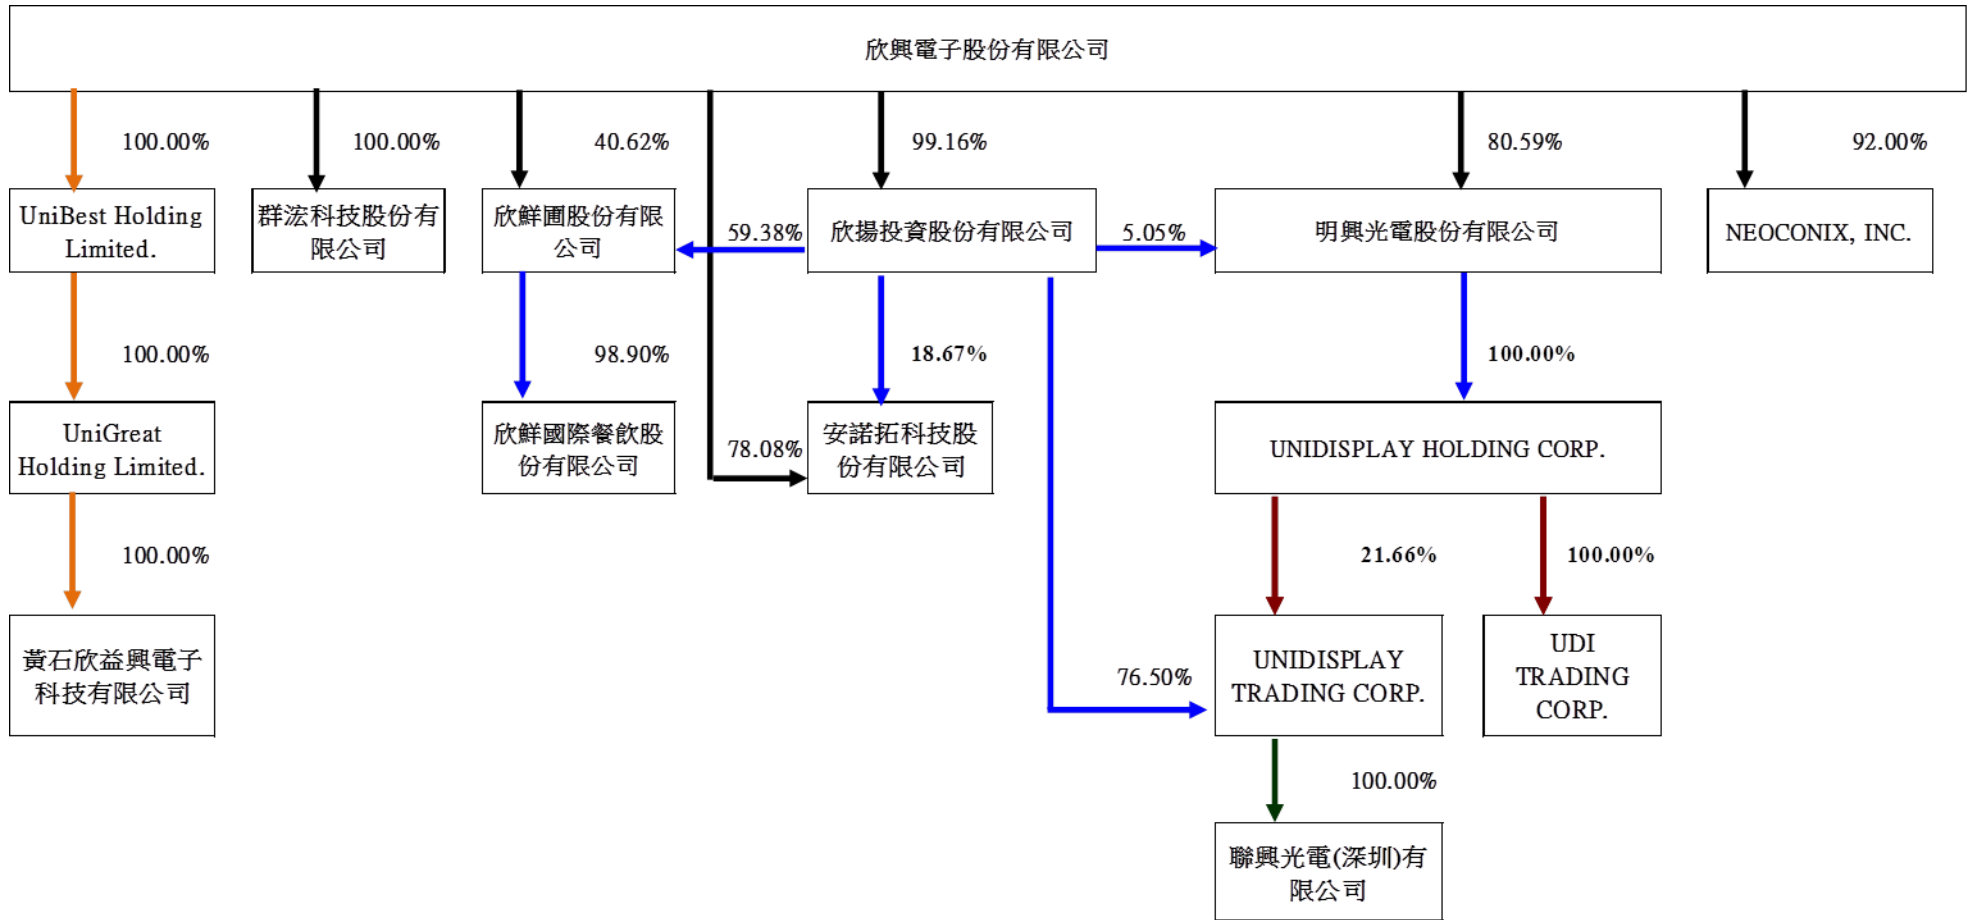 欣興電子股份有限公司
100.00%
100.00%
40.62%
99.16%
80.59%
92.00%
UniBest Holding
Limited.
群浤科技股份有
限公司
欣鮮圃股份有限
公司
59.38%
欣揚投資股份有限公司
5.05%
明興光電股份有限公司
NEOCONIX, INC.
100.00%
98.90%
18.67%
100.00%
UniGreat
Holding Limited.
欣鮮國際餐飲股
份有限公司
78.08%
安諾拓科技股
份有限公司
UNIDISPLAY HOLDING CORP.
100.00%
21.66%
100.00%
黃石欣益興電子
科技有限公司
76.50%
UNIDISPLAY
TRADING CORP.
UDI
TRADING
CORP.
100.00%
聯興光電(深圳)有
限公司